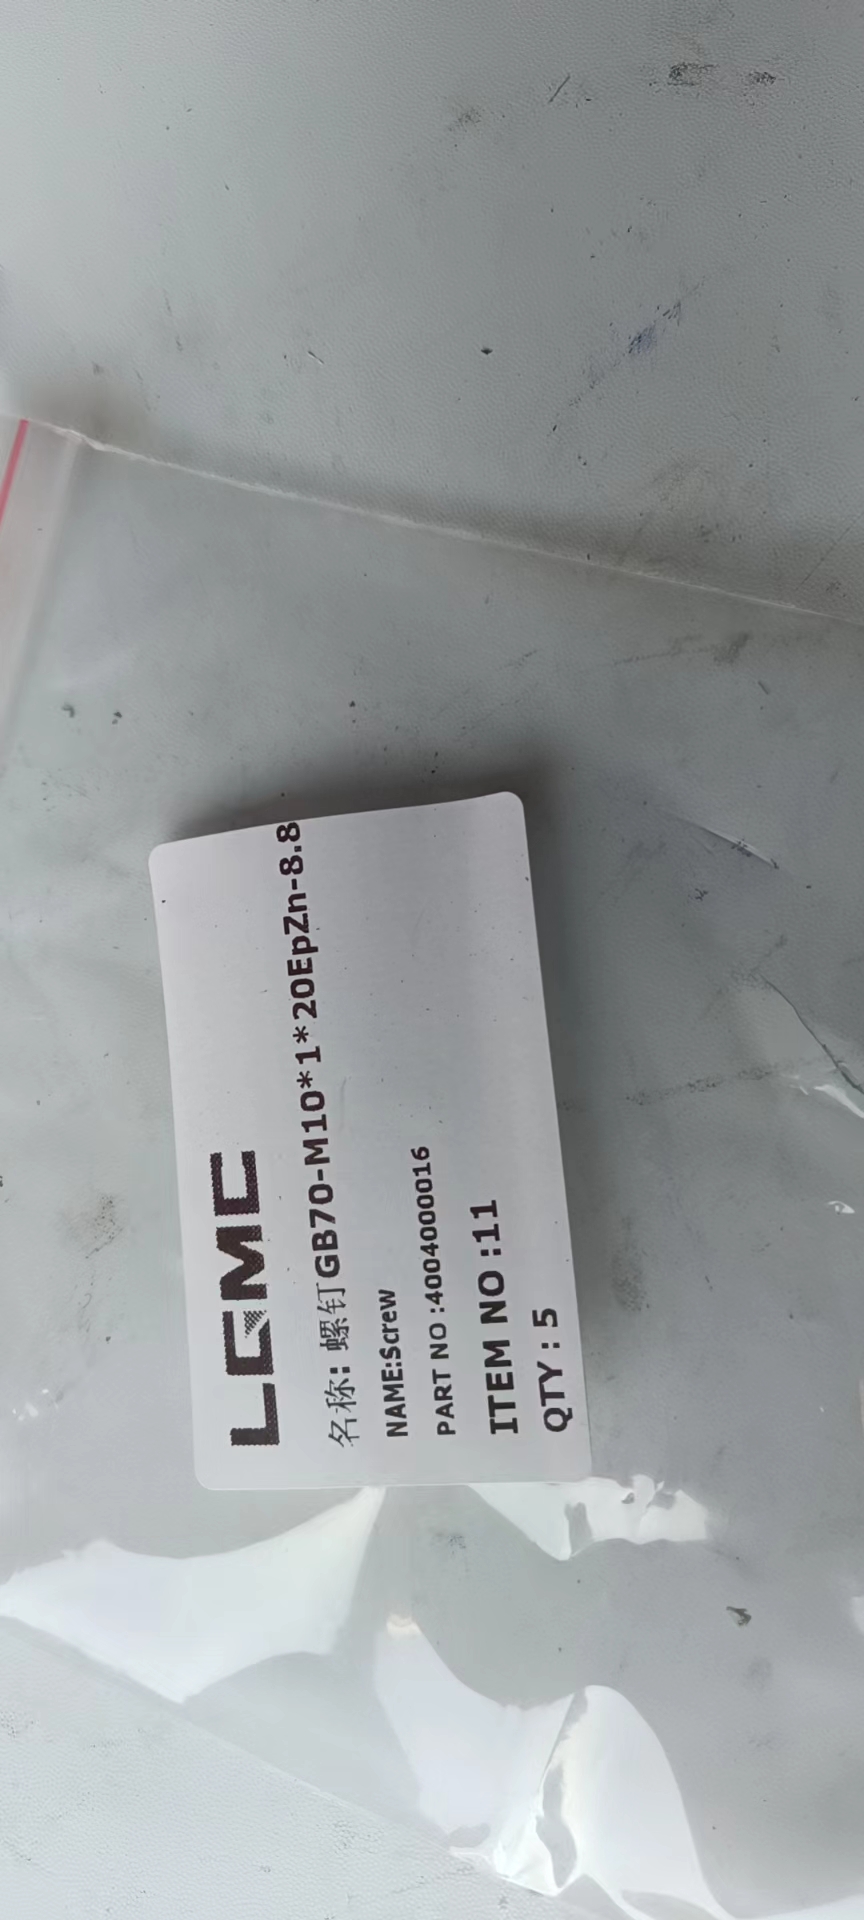 LGMC
名称: 螺钉GB70-M10*1*20EpZn-8.8
NAME:Screw
PART NO :4004000016
ITEM NO :11
QTY : 5